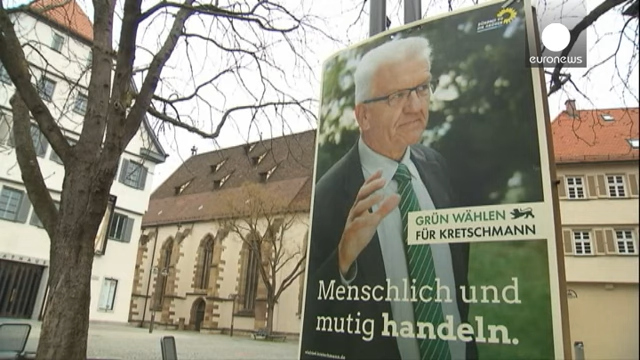 euronews
GRÜN WÄHLEN
FÜR KRETSCHMANN
Menschlich und
mutig handeln.